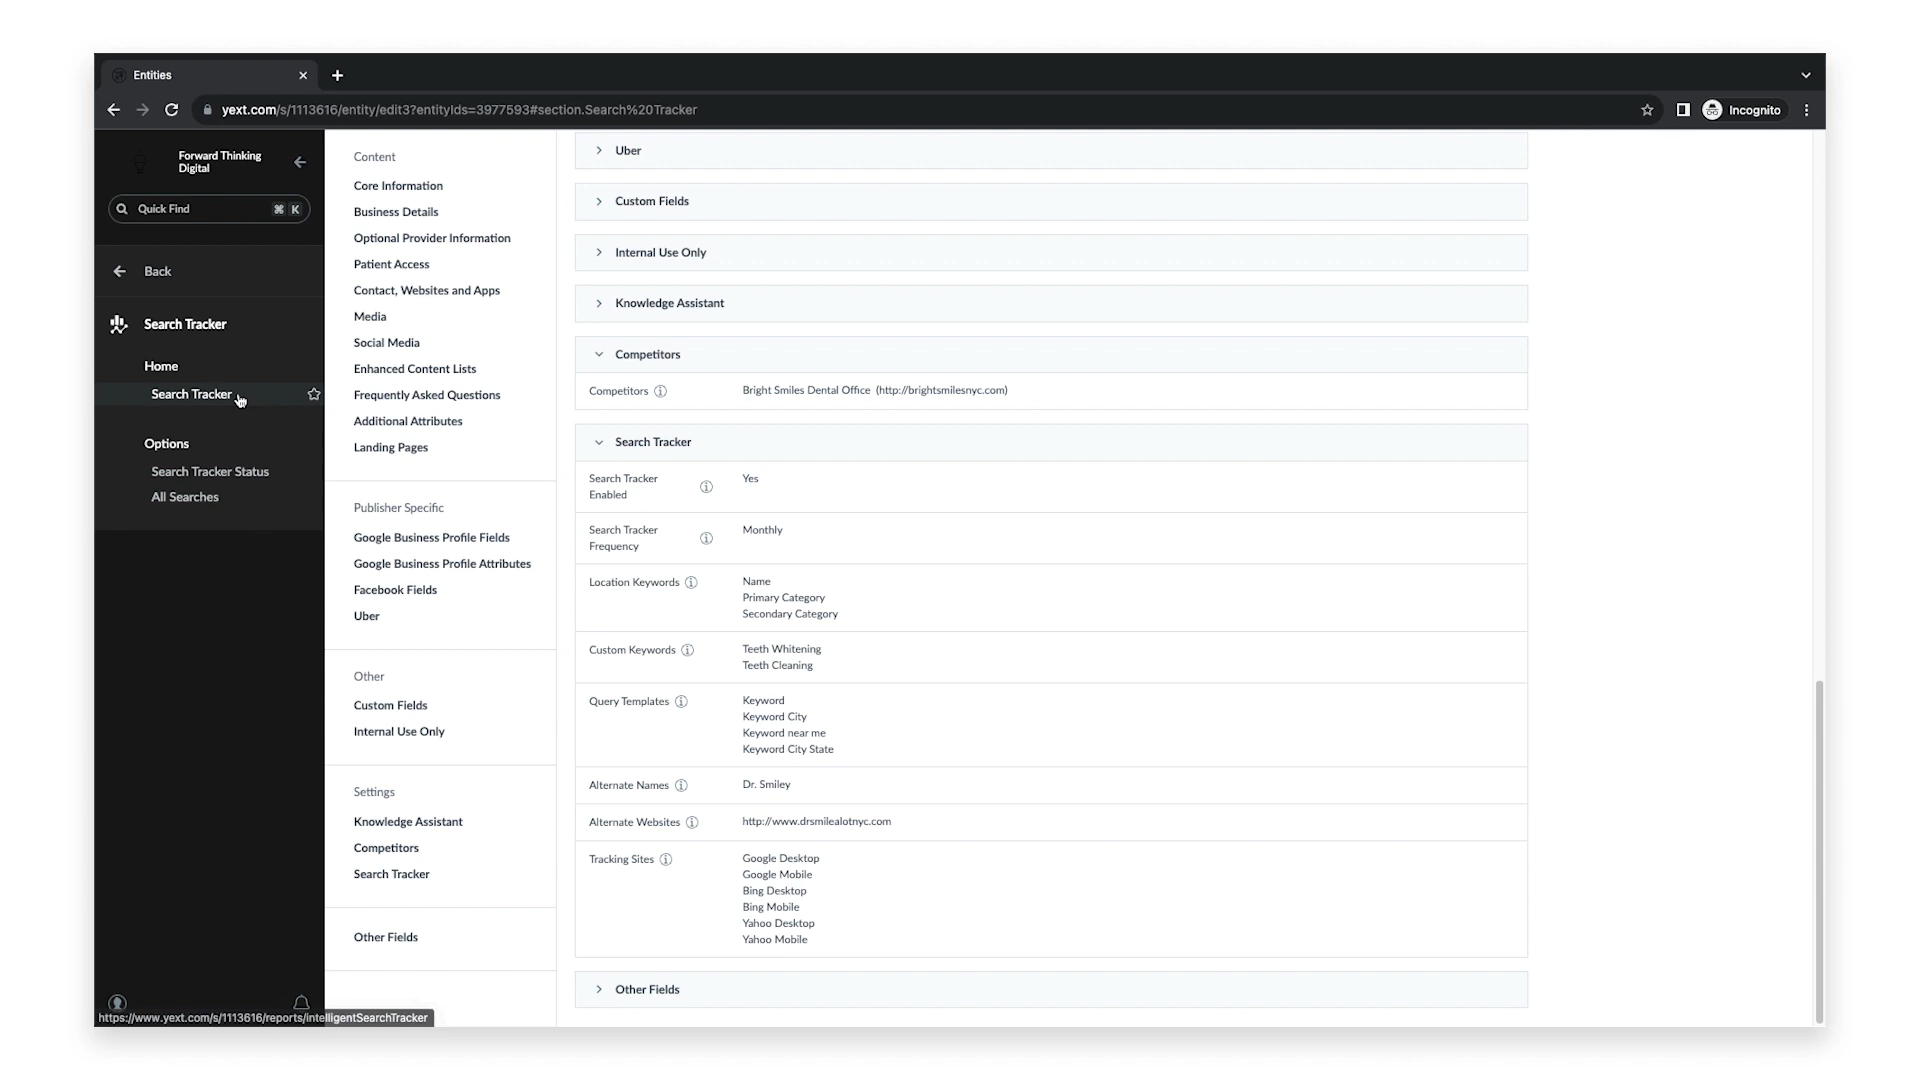 Entities
yext.com/s/1113616/entity/edit3?entityIds=3977593#section.Search%20Tracker
Incognito
Forward Thinking
Digital
Quick Find
⌘ K
Back
Search Tracker
Home
Search Tracker
Options
Search Tracker Status
All Searches
https://www.yext.com/s/1113616/reports/intelligentSearchTracker
Content
Core Information
Business Details
Optional Provider Information
Patient Access
Contact, Websites and Apps
Media
Social Media
Enhanced Content Lists
Frequently Asked Questions
Additional Attributes
Landing Pages
Publisher Specific
Google Business Profile Fields
Google Business Profile Attributes
Facebook Fields
Uber
Other
Custom Fields
Internal Use Only
Settings
Knowledge Assistant
Competitors
Search Tracker
Other Fields
Uber
Custom Fields
Internal Use Only
Knowledge Assistant
Competitors
Competitors
Bright Smiles Dental Office (http://brightsmilesnyc.com)
Search Tracker
Search Tracker
Enabled
Yes
Search Tracker
Frequency
Monthly
Location Keywords
Name
Primary Category
Secondary Category
Custom Keywords
Teeth Whitening
Teeth Cleaning
Query Templates
Keyword
Keyword City
Keyword near me
Keyword City State
Alternate Names
Dr. Smiley
Alternate Websites
http://www.drsmilealotnyc.com
Tracking Sites
Google Desktop
Google Mobile
Bing Desktop
Bing Mobile
Yahoo Desktop
Yahoo Mobile
Other Fields